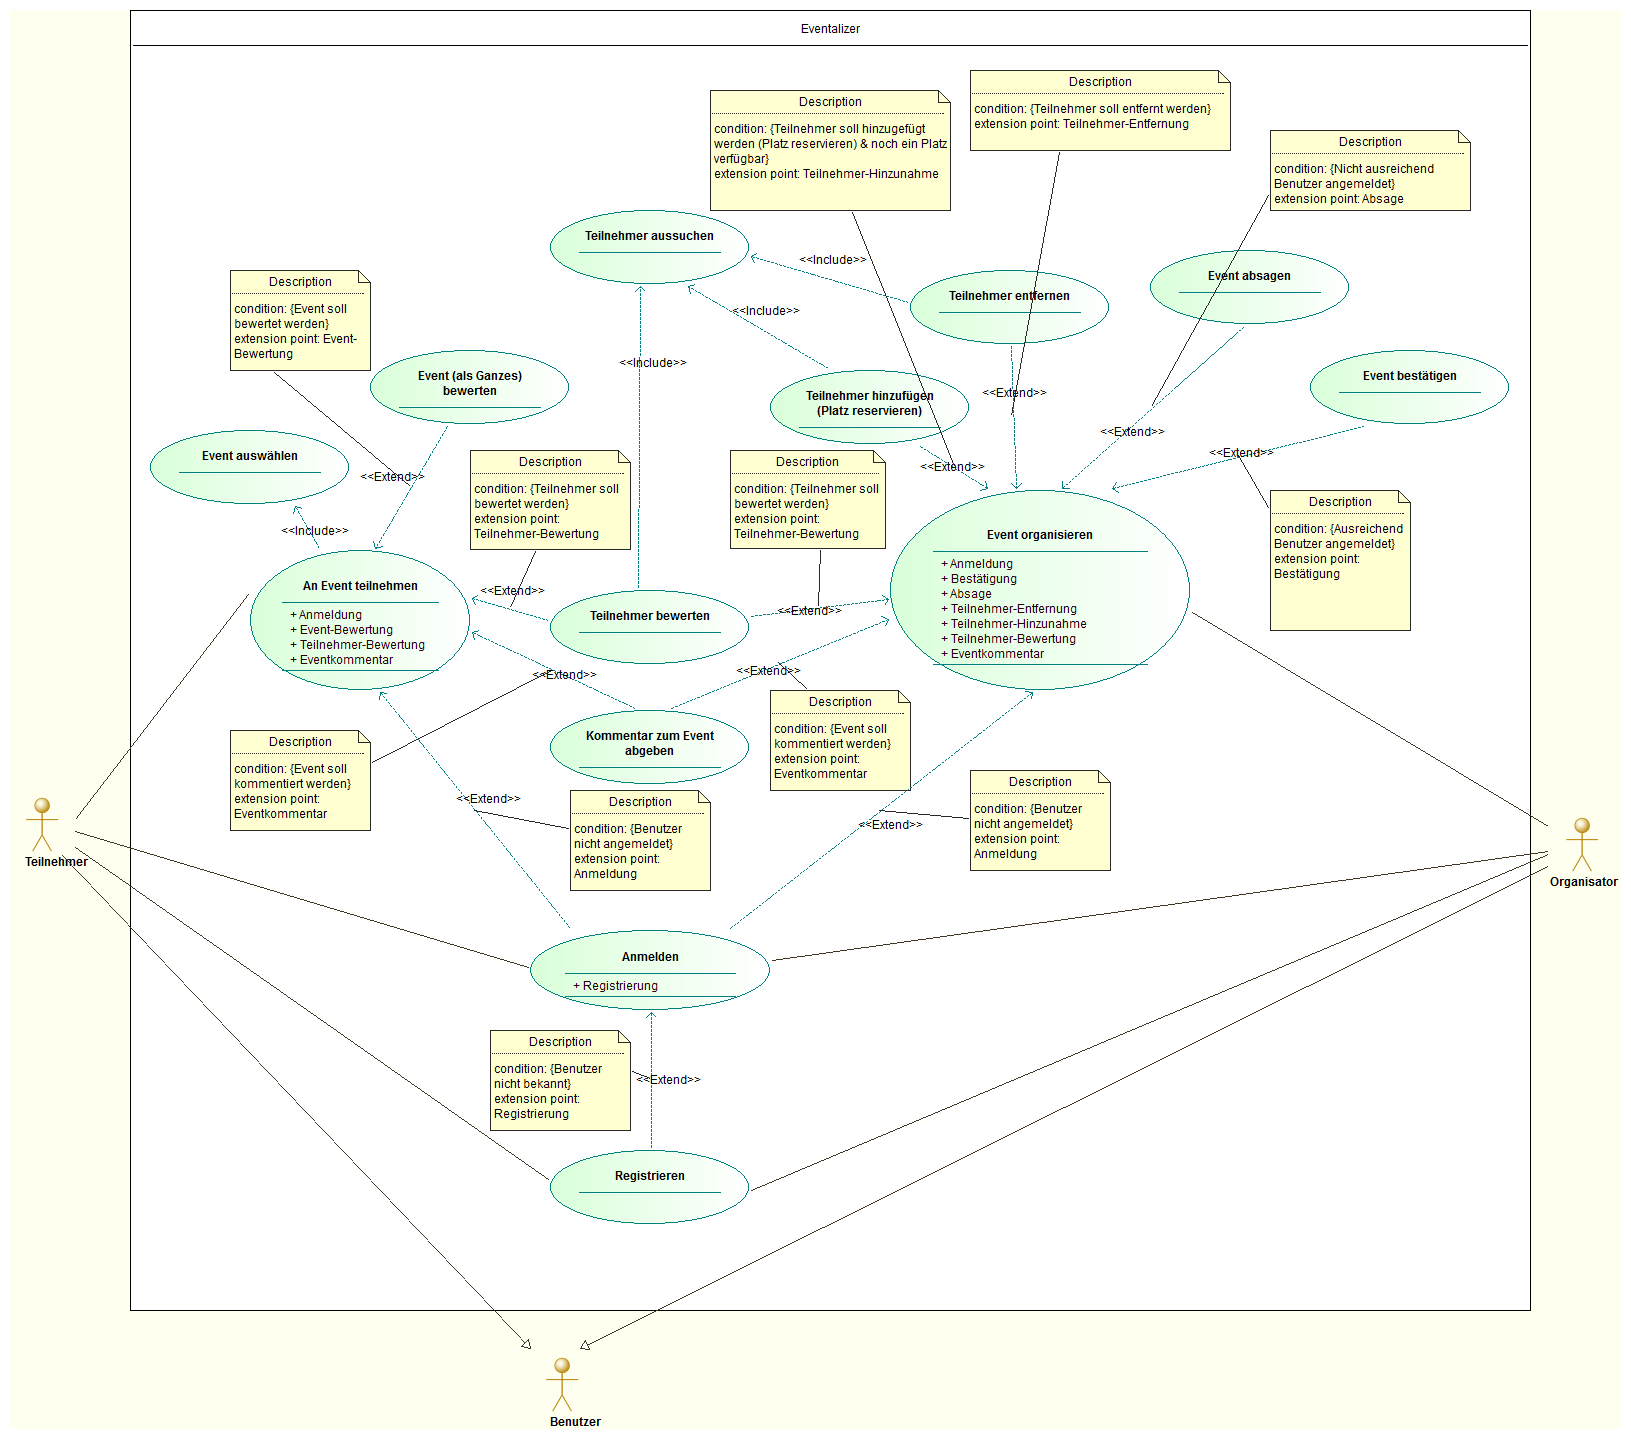 Eventalizer
Description
condition: {Teilnehmer soll entfernt werden}
extension point: Teilnehmer-Entfernung
Description
condition: {Teilnehmer soll hinzugefügt
werden (Platz reservieren) & noch ein Platz
verfügbar}
extension point: Teilnehmer-Hinzunahme
Description
condition: {Nicht ausreichend
Benutzer angemeldet}
extension point: Absage
Teilnehmer aussuchen
<<Include>>
Teilnehmer entfernen
Event absagen
Description
condition: {Event soll
bewertet werden}
extension point: Event-
Bewertung
<<Include>>
<<Include>>
Event (als Ganzes)
bewerten
Teilnehmer hinzufügen
(Platz reservieren)
<<Extend>>
Event bestätigen
<<Extend>>
Event auswählen
<<Extend>>
<<Extend>>
<<Extend>>
Description
condition: {Teilnehmer soll
bewertet werden}
extension point:
Teilnehmer-Bewertung
Description
condition: {Teilnehmer soll
bewertet werden}
extension point:
Teilnehmer-Bewertung
Description
condition: {Ausreichend
Benutzer angemeldet}
extension point:
Bestätigung
<<Include>>
Event organisieren
+ Anmeldung
+ Bestätigung
+ Absage
+ Teilnehmer-Entfernung
+ Teilnehmer-Hinzunahme
+ Teilnehmer-Bewertung
+ Eventkommentar
An Event teilnehmen
+ Anmeldung
+ Event-Bewertung
+ Teilnehmer-Bewertung
+ Eventkommentar
<<Extend>>
Teilnehmer bewerten
<<Extend>>
<<Extend>>
<<Extend>>
Description
condition: {Event soll
kommentiert werden}
extension point:
Eventkommentar
Kommentar zum Event
abgeben
Description
condition: {Event soll
kommentiert werden}
extension point:
Eventkommentar
<<Extend>>
Description
condition: {Benutzer
nicht angemeldet}
extension point:
Anmeldung
<<Extend>>
Description
condition: {Benutzer
nicht angemeldet}
extension point:
Anmeldung
Teilnehmer
Organisator
Anmelden
+ Registrierung
Description
condition: {Benutzer
nicht bekannt}
extension point:
Registrierung
<<Extend>>
Registrieren
Benutzer